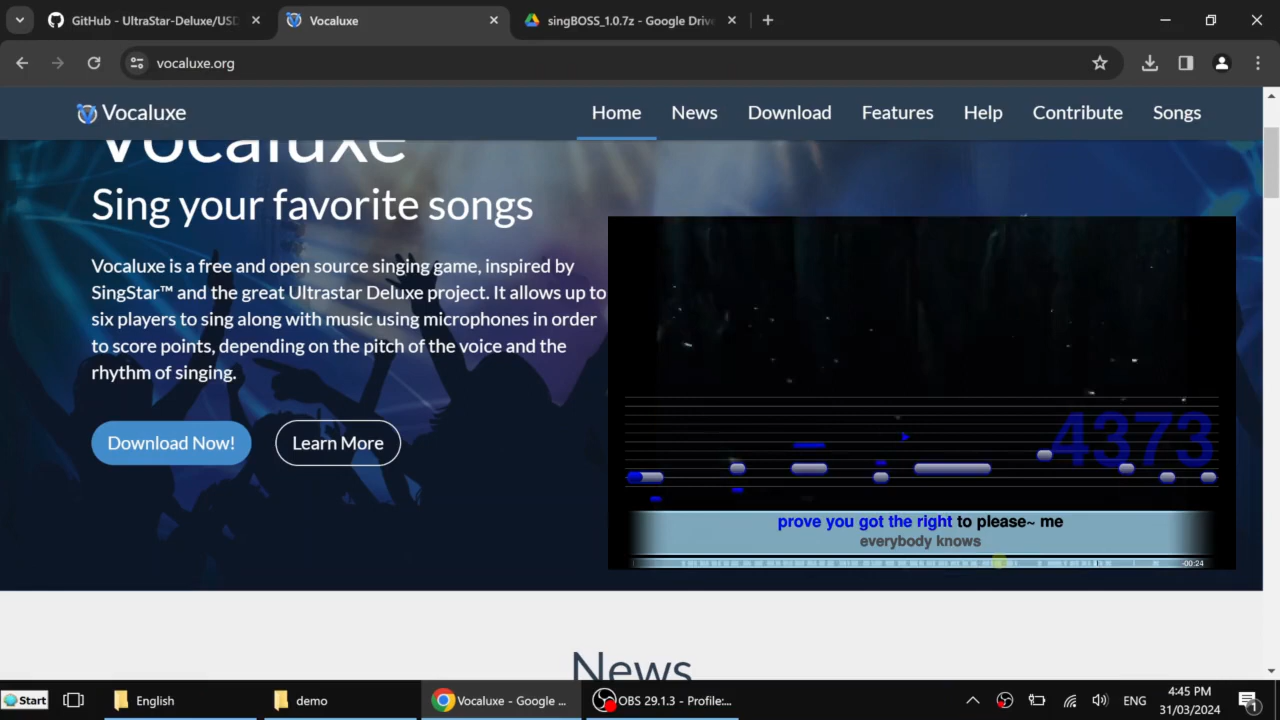 GitHub - UltraStar-Deluxe/USD
Vocaluxe
singBOSS_1.0.7z - Google Drive
vocaluxe.org
Vocaluxe
Home
News
Download
Features
Help
Contribute
Songs
Vocaluxe
Sing your favorite songs
Vocaluxe is a free and open source singing game, inspired by
SingStar™ and the great Ultrastar Deluxe project. It allows up to
six players to sing along with music using microphones in order
to score points, depending on the pitch of the voice and the
rhythm of singing.
Download Now!
Learn More
4373
prove you got the right to please~ me
everybody knows
-00:24
News
Start
English
demo
Vocaluxe - Google ...
OBS 29.1.3 - Profile:...
ENG
4:45 PM
31/03/2024
1